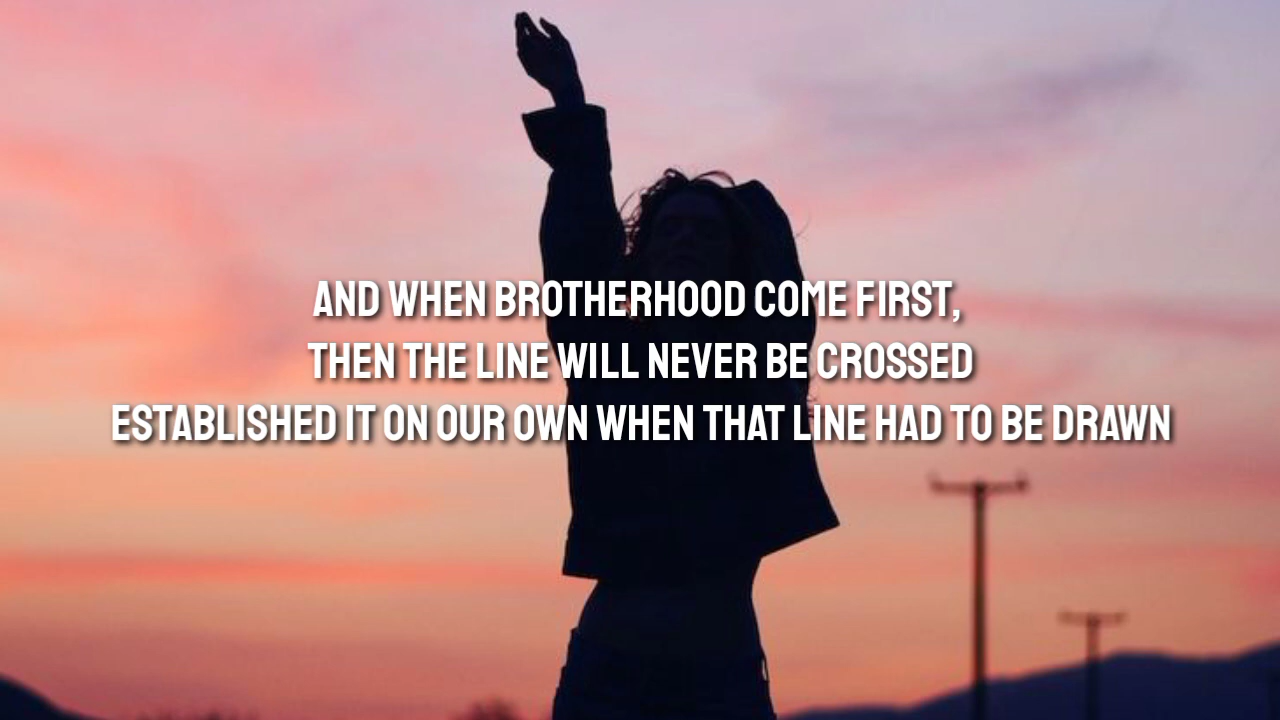 AND WHEN BROTHERHOOD COME FIRST,
THEN THE LINE WILL NEVER BE CROSSED
ESTABLISHED IT ON OUR OWN WHEN THAT LINE HAD TO BE DRAWN